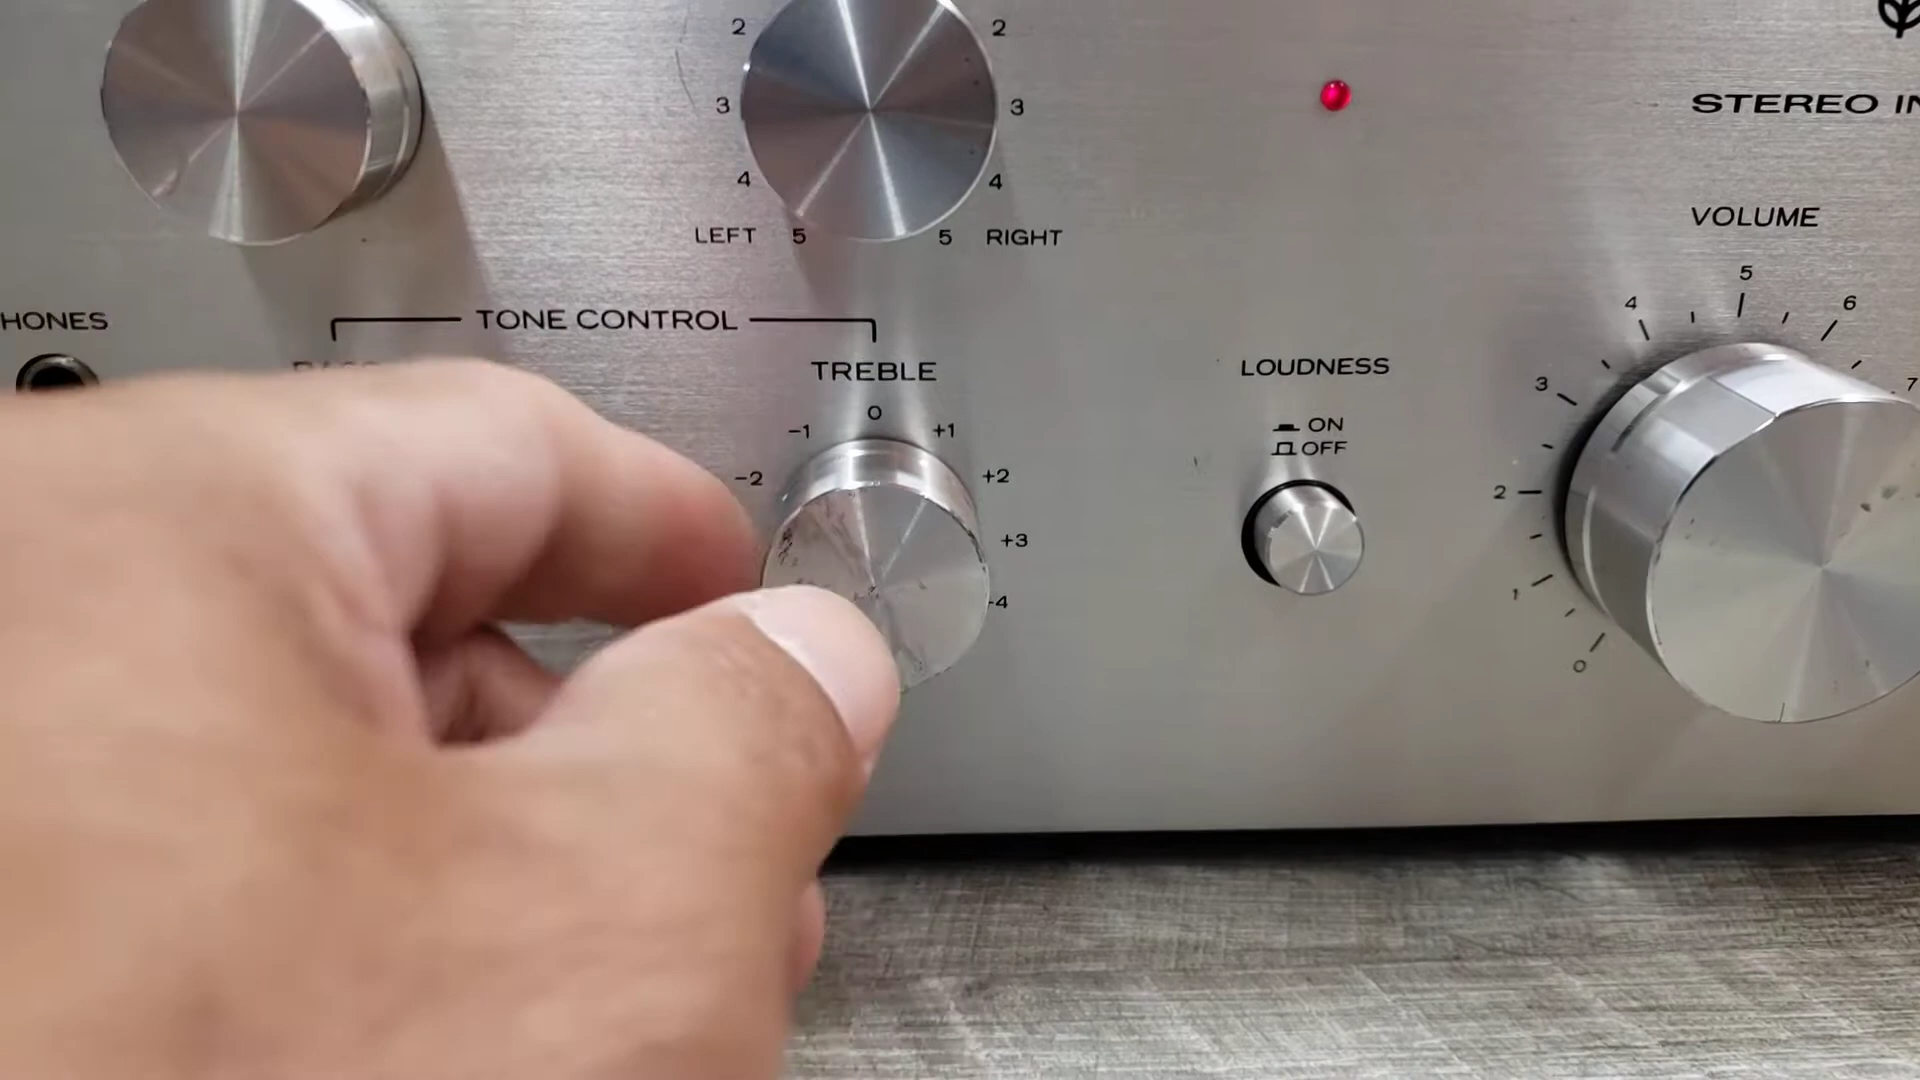 2 2
3 3
4 4
LEFT 5 5 RIGHT
STEREO
VOLUME
0 1 2 3 4 5 6 7
HONES
TONE CONTROL
TREBLE
-2 -1 0 +1 +2 +3
-4
LOUDNESS
ON
OFF